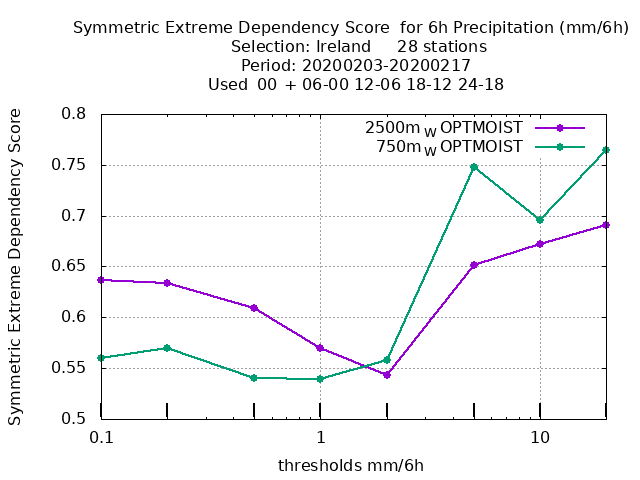 Symmetric Extreme Dependency Score  for 6h Precipitation (mm/6h)
Selection: Ireland     28 stations
Period: 20200203-20200217
Used  00  + 06-00 12-06 18-12 24-18
Symmetric Extreme Dependency Score
0.8
0.75
0.7
0.65
0.6
0.55
0.5
2500m_W OPTMOIST
750m_W OPTMOIST
0.1
1
10
thresholds mm/6h